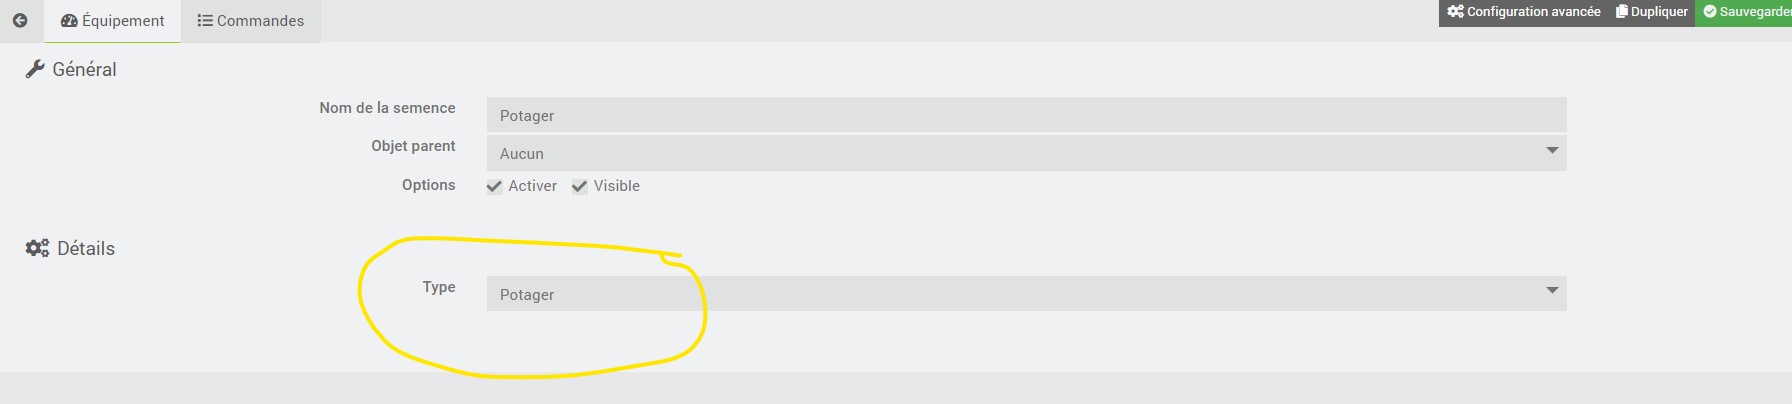 Équipement
Commandes
Configuration avancée
Dupliquer
Général
Nom de la semence
Potager
Objet parent
Aucun
Options
Activer
Visible
Détails
Type
Potager